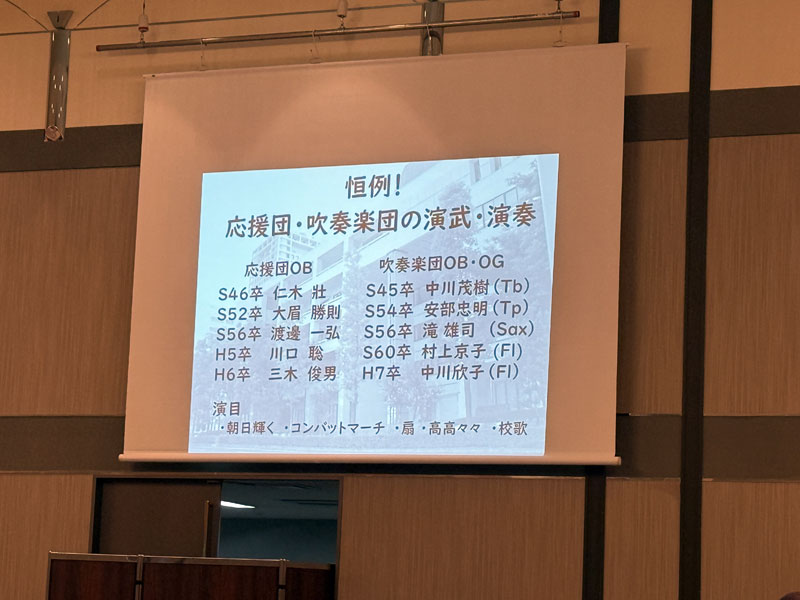 恒例!
応援団・吹奏楽団の演武・演奏
応援団OB
S46卒 仁木 壯
S52卒 大眉 勝則
S56卒 渡邊 一弘
H5卒 川口 聡
H6卒 三木 俊男
吹奏楽団OB・OG
S45卒 中川茂樹(Tb)
S54卒 安部忠明(Tp)
S56卒 滝 雄司 (Sax)
S60卒 村上京子(Fl)
H7卒 中川欣子(Fl)
演目
・朝日輝く ・コンバットマーチ ・扇 ・高高々々 ・校歌